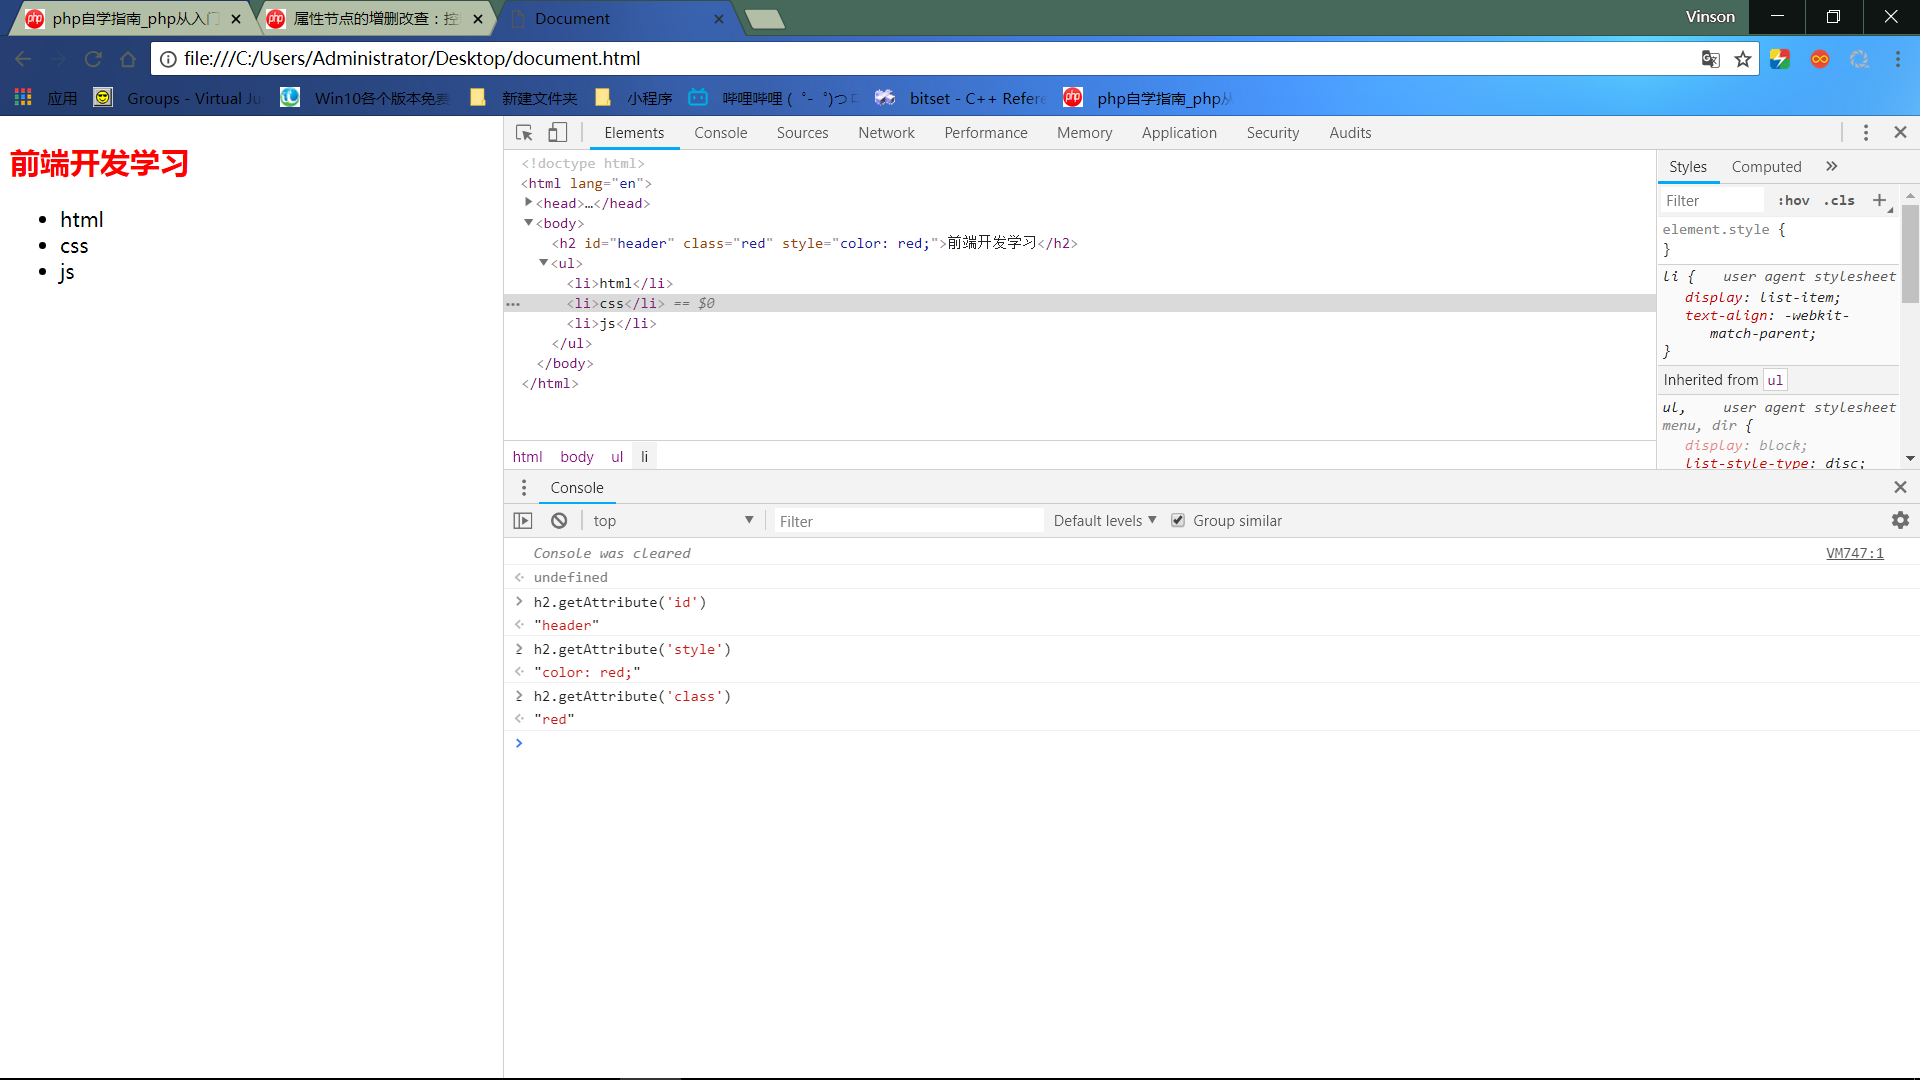 php自学指南_php从入门
属性节点的增删改查：控
Document
Vinson
file:///C:/Users/Administrator/Desktop/document.html
应用
Groups - Virtual Ju
Win10各个版本免费
新建文件夹
小程序
哔哩哔哩 ( ゜- ゜)つロ
bitset - C++ Refere
php自学指南_php从
前端开发学习
html
css
js
Elements Console Sources Network Performance Memory Application Security Audits
<!doctype html>
<html lang="en">
<head>…</head>
<body>
<h2 id="header" class="red" style="color: red;">前端开发学习</h2>
<ul>
<li>html</li>
<li>css</li> == $0
<li>js</li>
</ul>
</body>
</html>
html body ul li
Styles Computed »
Filter :hov .cls +
element.style {
}
li { user agent stylesheet
display: list-item;
text-align: -webkit-
match-parent;
}
Inherited from ul
ul, user agent stylesheet
menu, dir {
display: block;
list-style-type: disc;
Console
top Filter Default levels Group similar
Console was cleared VM747:1
undefined
h2.getAttribute('id')
"header"
h2.getAttribute('style')
"color: red;"
h2.getAttribute('class')
"red"